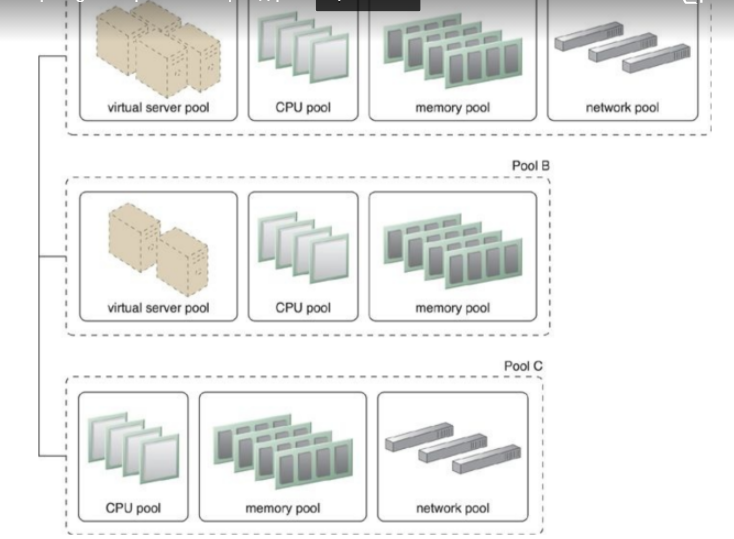 virtual server pool
CPU pool
memory pool
network pool
Pool B
virtual server pool
CPU pool
memory pool
Pool C
CPU pool
memory pool
network pool